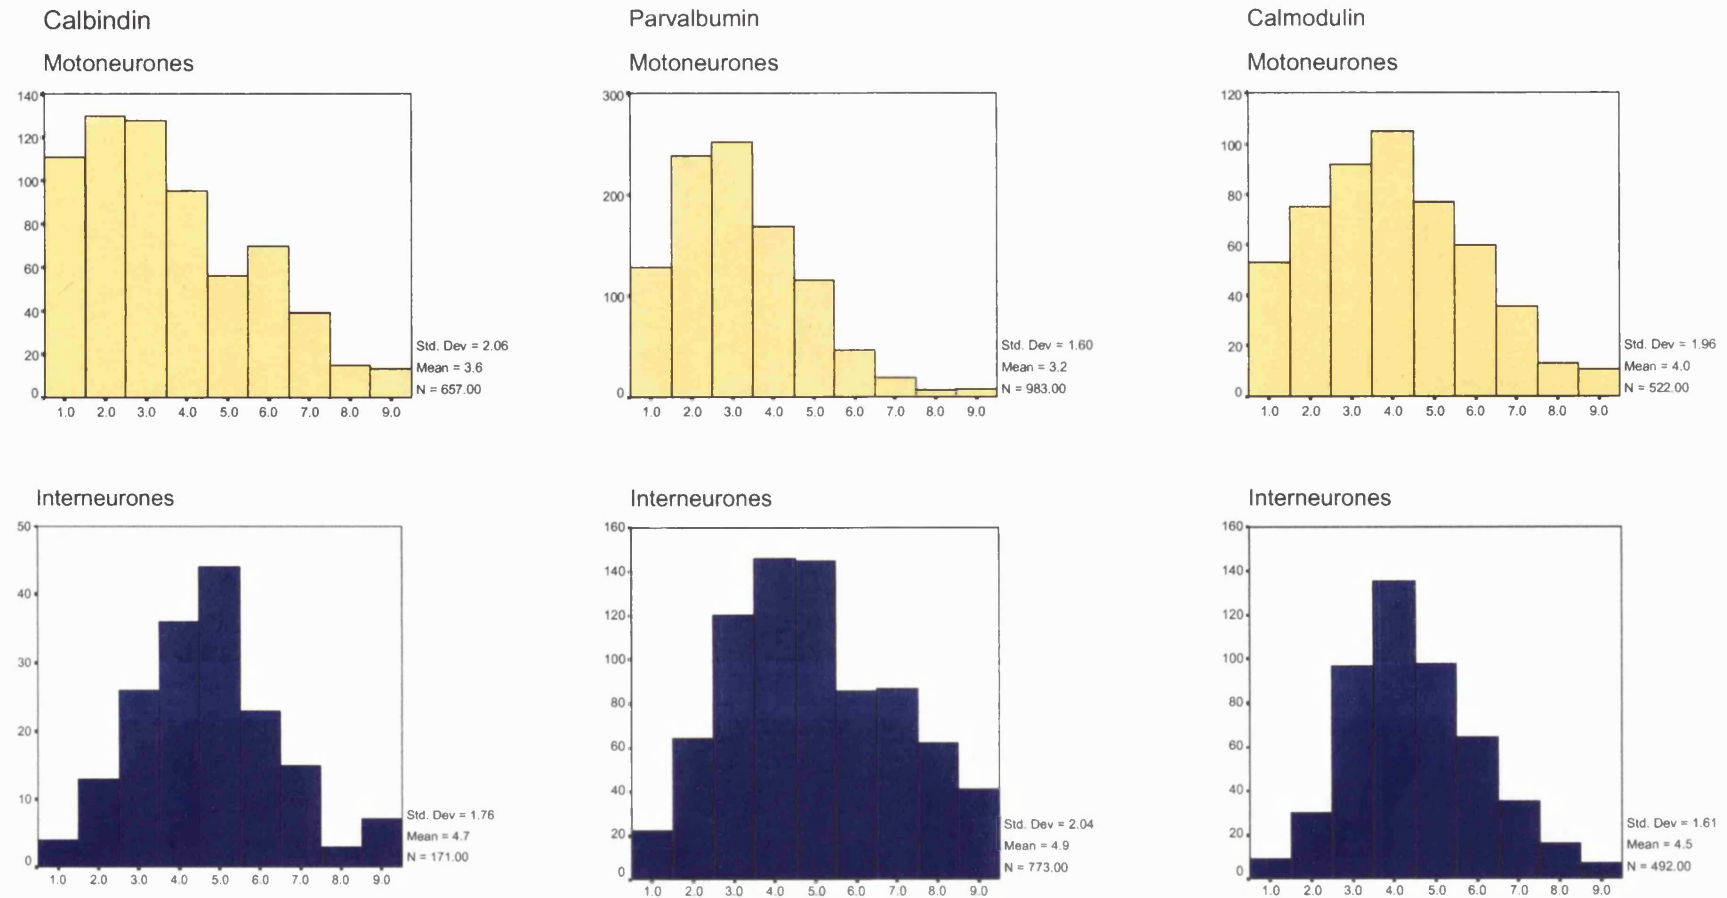 Calbindin
Motoneurones
140
120
100
80
60
40
20
0
1.0 2.0 3.0 4.0 5.0 6.0 7.0 8.0 9.0
Std. Dev = 2.06
Mean = 3.6
N = 657.00
Parvalbumin
Motoneurones
300
200
100
0
1.0 2.0 3.0 4.0 5.0 6.0 7.0 8.0 9.0
Std. Dev = 1.60
Mean = 3.2
N = 983.00
Calmodulin
Motoneurones
120
100
80
60
40
20
0
1.0 2.0 3.0 4.0 5.0 6.0 7.0 8.0 9.0
Std. Dev = 1.96
Mean = 4.0
N = 522.00
Interneurones
50
40
30
20
10
0
1.0 2.0 3.0 4.0 5.0 6.0 7.0 8.0 9.0
Std. Dev = 1.76
Mean = 4.7
N = 171.00
Interneurones
160
140
120
100
80
60
40
20
0
1.0 2.0 3.0 4.0 5.0 6.0 7.0 8.0 9.0
Std. Dev = 2.04
Mean = 4.9
N = 773.00
Interneurones
160
140
120
100
80
60
40
20
0
1.0 2.0 3.0 4.0 5.0 6.0 7.0 8.0 9.0
Std. Dev = 1.61
Mean = 4.5
N = 492.00